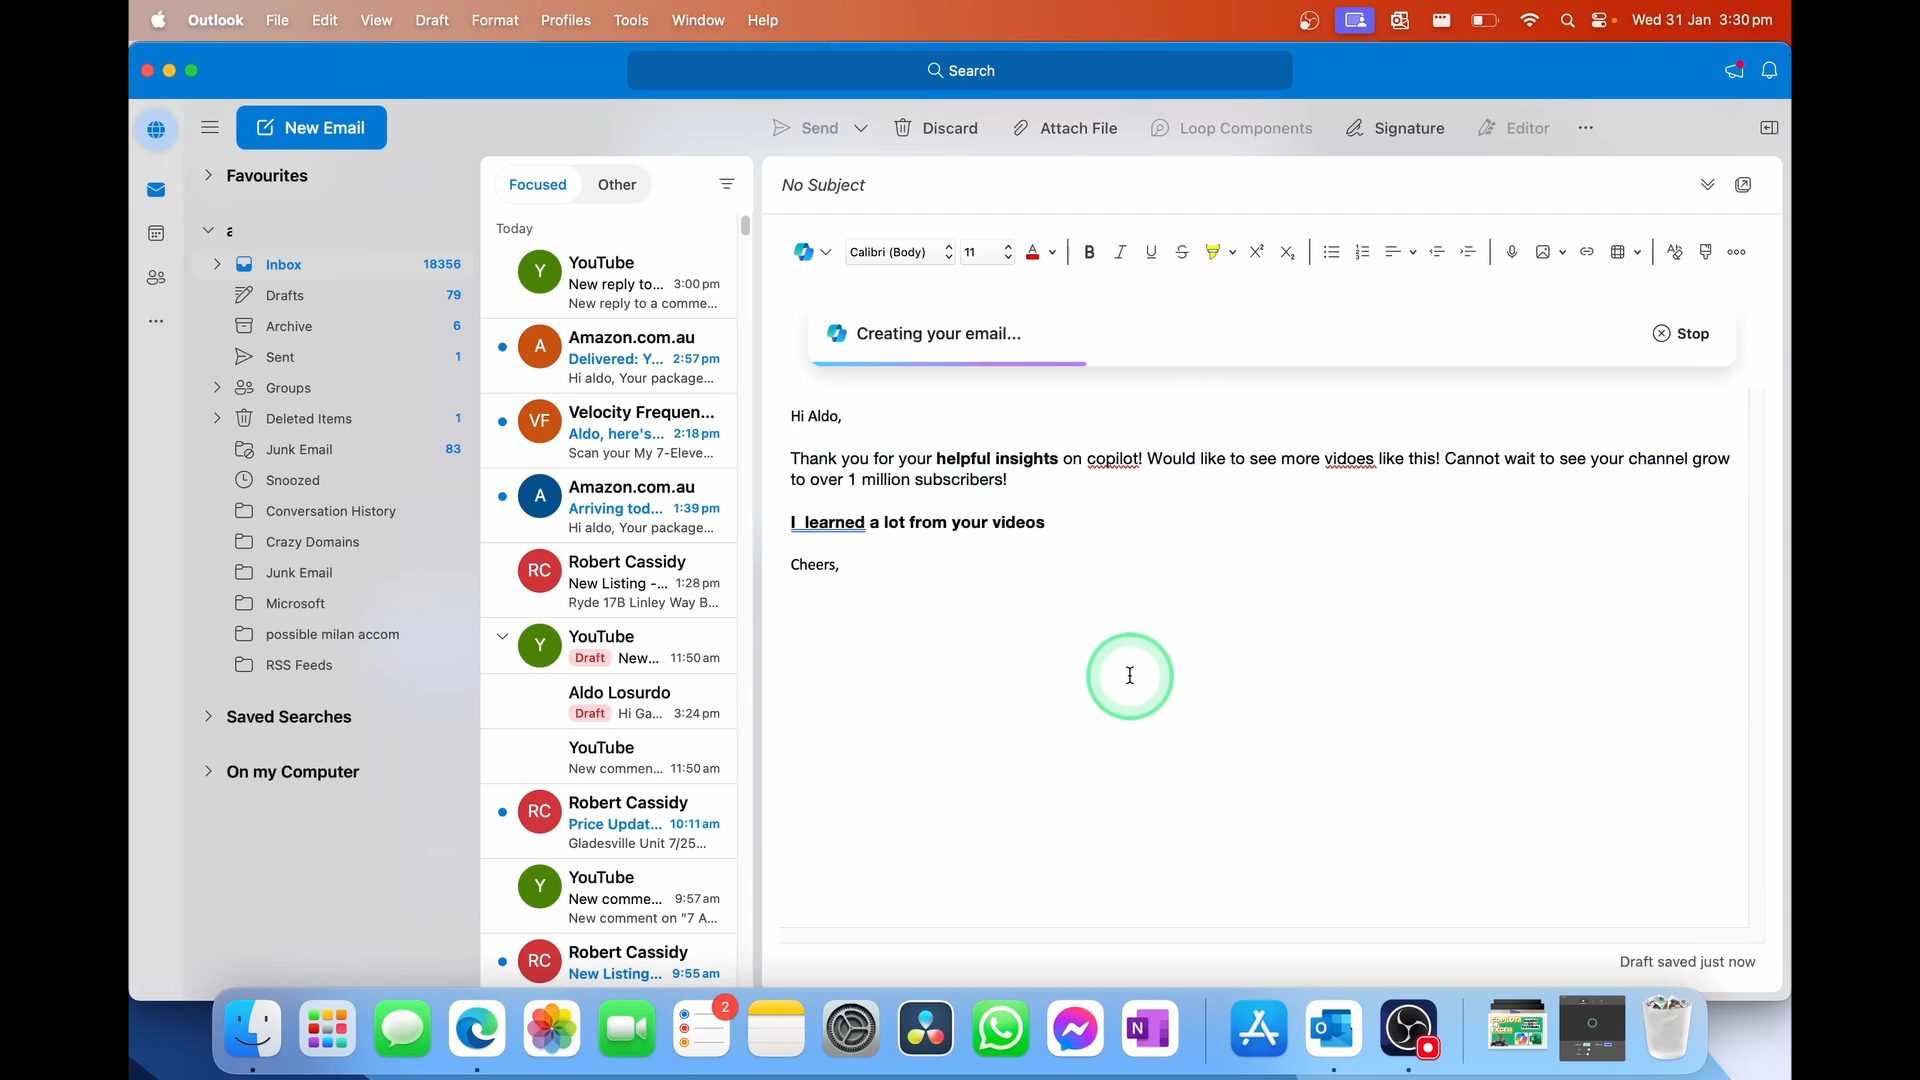 Outlook File Edit View Draft Format Profiles Tools Window Help Wed 31 Jan 3:30 pm
Search
New Email Send Discard Attach File Loop Components Signature Editor
Favourites
a
Inbox 18356
Drafts 79
Archive 6
Sent 1
Groups
Deleted Items 1
Junk Email 83
Snoozed
Conversation History
Crazy Domains
Junk Email
Microsoft
possible milan accom
RSS Feeds
Saved Searches
On my Computer
Focused Other
Today
Y YouTube
New reply to... 3:00 pm
New reply to a comme...
A Amazon.com.au
Delivered: Y... 2:57 pm
Hi aldo, Your package...
VF Velocity Frequen...
Aldo, here's... 2:18 pm
Scan your My 7-Eleve...
A Amazon.com.au
Arriving tod... 1:39 pm
Hi aldo, Your package...
RC Robert Cassidy
New Listing -... 1:28 pm
Ryde 17B Linley Way B...
Y YouTube
Draft New... 11:50 am
Aldo Losurdo
Draft Hi Ga... 3:24 pm
YouTube
New commen... 11:50 am
RC Robert Cassidy
Price Updat... 10:11 am
Gladesville Unit 7/25...
Y YouTube
New comme... 9:57 am
New comment on "7 A...
RC Robert Cassidy
New Listing... 9:55 am
No Subject
Calibri (Body) 11 A B I U S X² X₂
Creating your email... Stop
Hi Aldo,
Thank you for your helpful insights on copilot! Would like to see more vidoes like this! Cannot wait to see your channel grow
to over 1 million subscribers!
I learned a lot from your videos
Cheers,
Draft saved just now
2
N
O